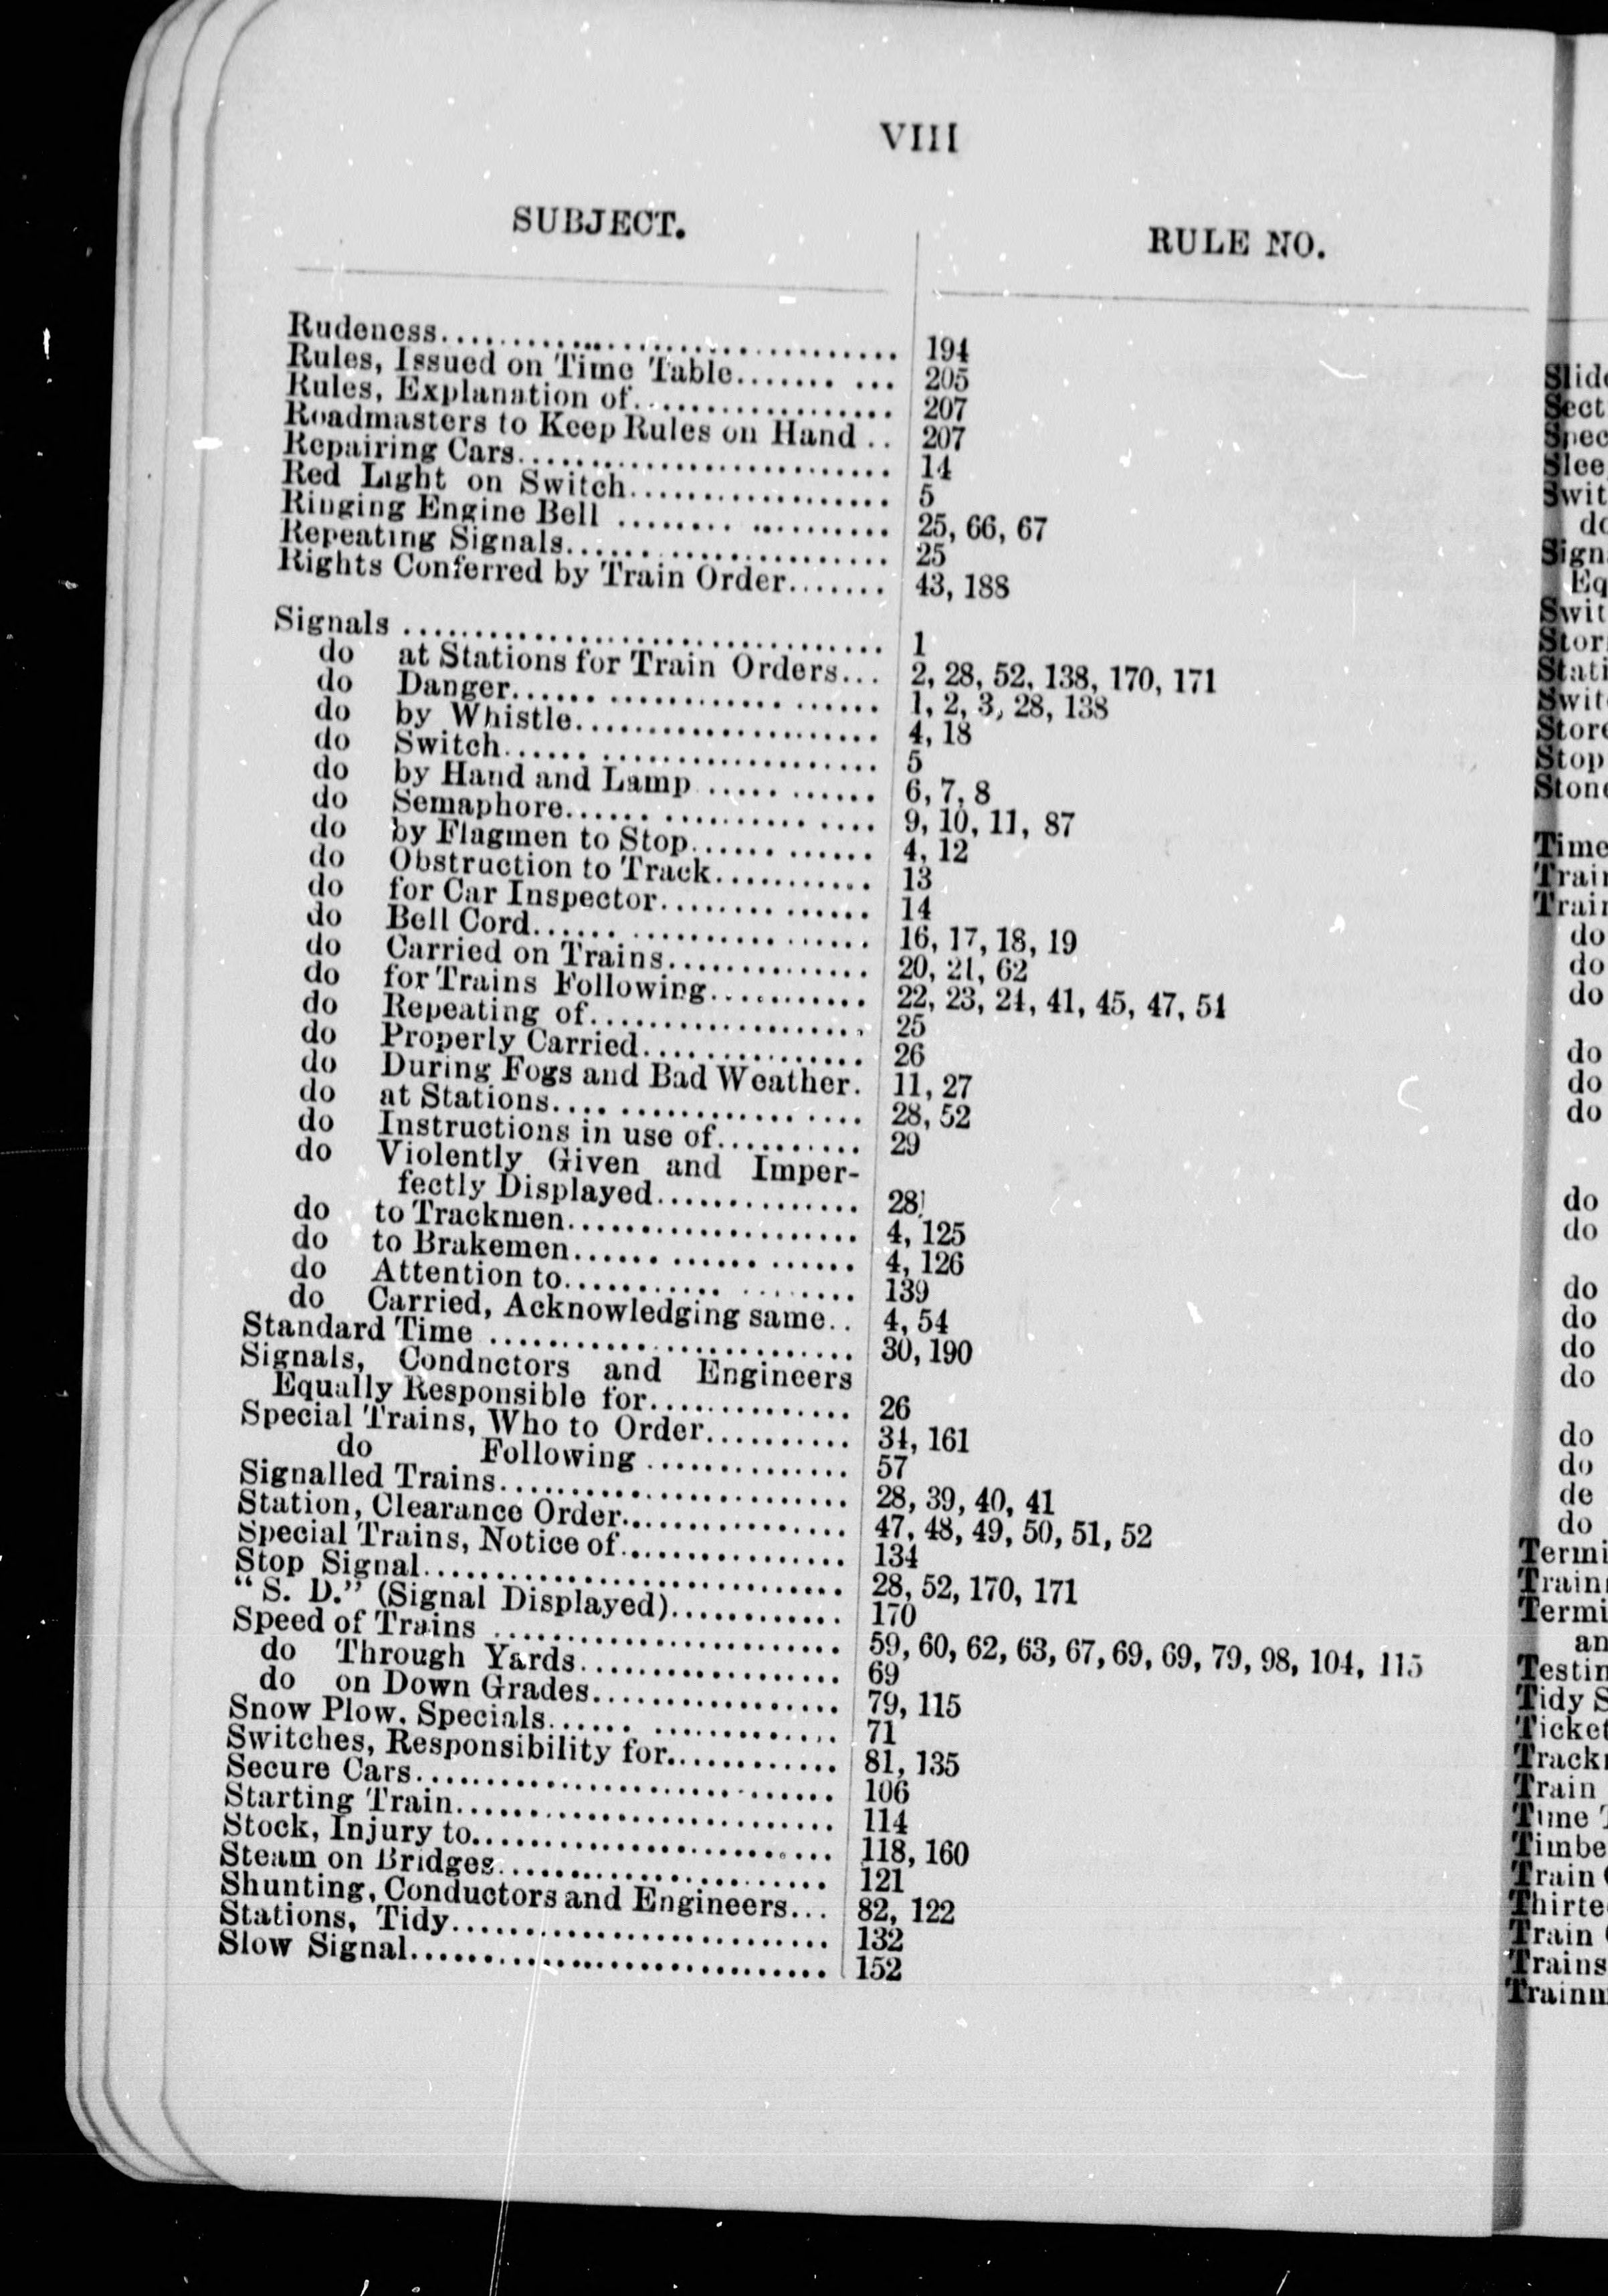 VIII
SUBJECT. RULE NO.
Rudeness........ 194
Rules, Issued on Time Table........ 205
Rules, Explanation of........ 207
Roadmasters to Keep Rules on Hand.. 207
Repairing Cars........ 14
Red Light on Switch........ 5
Ringing Engine Bell ........ 25, 66, 67
Repeating Signals........ 25
Rights Conferred by Train Order....... 43, 188
Signals ........ 1
do at Stations for Train Orders... 2, 28, 52, 138, 170, 171
do Danger........ 1, 2, 3, 28, 138
do by Whistle........ 4, 18
do Switch........ 5
do by Hand and Lamp ........ 6, 7, 8
do Semaphore........ 9, 10, 11, 87
do by Flagmen to Stop........ 4, 12
do Obstruction to Track........ 13
do for Car Inspector........ 14
do Bell Cord........ 16, 17, 18, 19
do Carried on Trains........ 20, 21, 62
do for Trains Following........ 22, 23, 24, 41, 45, 47, 51
do Repeating of........ 25
do Properly Carried........ 26
do During Fogs and Bad Weather. 11, 27
do at Stations........ 28, 52
do Instructions in use of........ 29
do Violently Given and Imper-
fectly Displayed........ 28
do to Trackmen........ 4, 125
do to Brakemen........ 4, 126
do Attention to........ 139
do Carried, Acknowledging same.. 4, 54
Standard Time ........ 30, 190
Signals, Conductors and Engineers
Equally Responsible for........ 26
Special Trains, Who to Order........ 34, 161
do Following ........ 57
Signalled Trains........ 28, 39, 40, 41
Station, Clearance Order........ 47, 48, 49, 50, 51, 52
Special Trains, Notice of........ 134
Stop Signal........ 28, 52, 170, 171
"S. D." (Signal Displayed)........ 170
Speed of Trains ........ 59, 60, 62, 63, 67, 69, 69, 79, 98, 104, 115
do Through Yards........ 69
do on Down Grades........ 79, 115
Snow Plow, Specials........ 71
Switches, Responsibility for........ 81, 135
Secure Cars........ 106
Starting Train........ 114
Stock, Injury to........ 118, 160
Steam on Bridges........ 121
Shunting, Conductors and Engineers... 82, 122
Stations, Tidy........ 132
Slow Signal........ 152